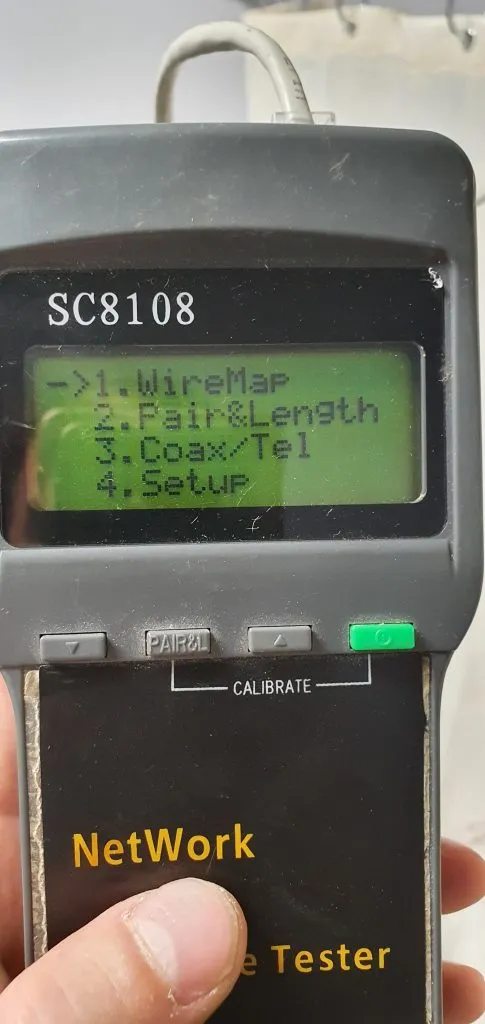 SC8108
->1.WireMap
2.Pair&Length
3.Coax/Tel
4.Setup
PAIR&L
CALIBRATE
NetWork
e Tester